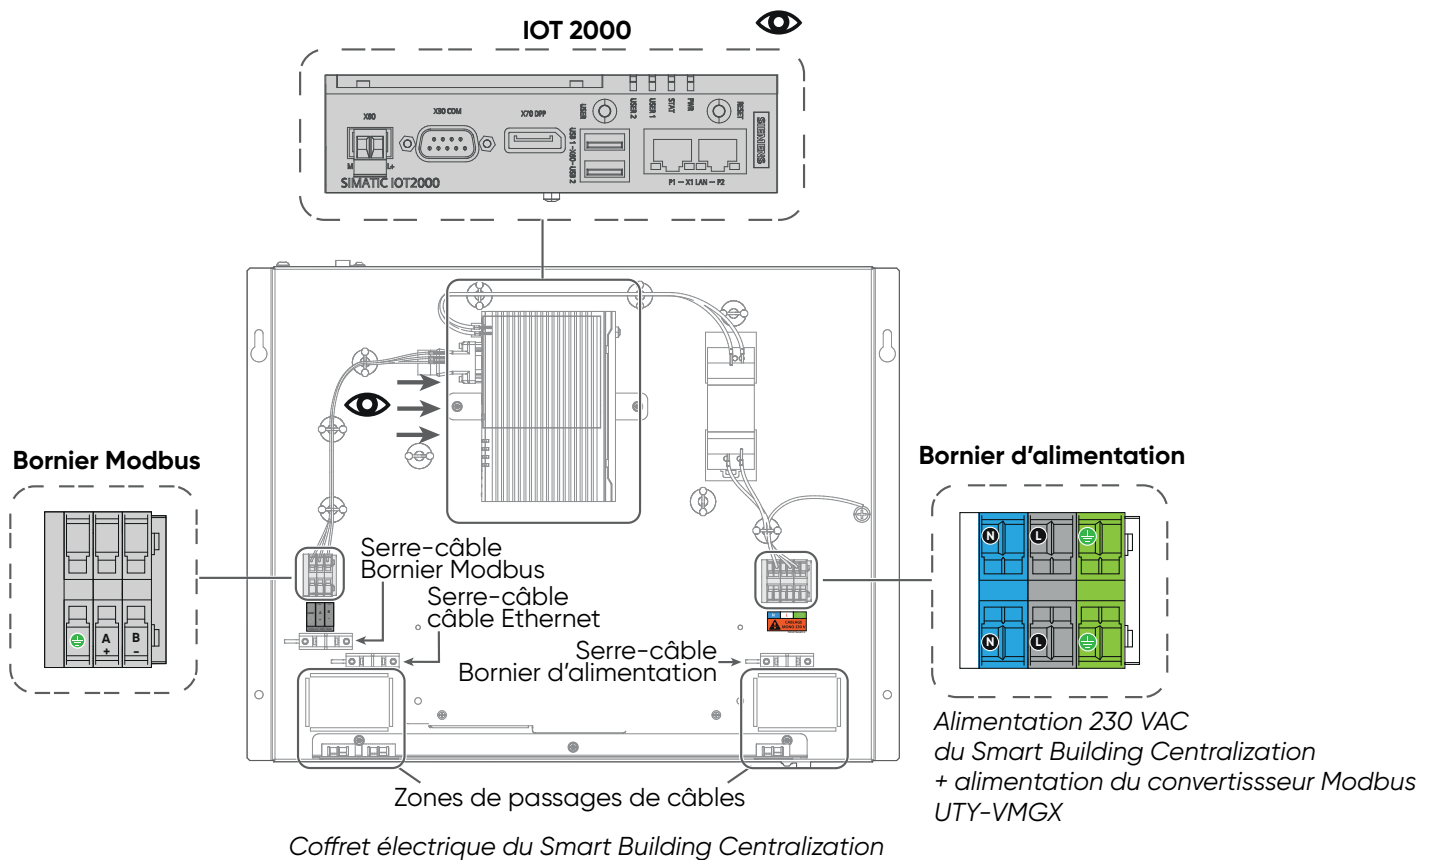 IOT 2000
USER
USER 2
USER 1
STAT
PWR
RESET
X80
X30 COM
X70 DPP
USB 1 -X60- USB 2
SIEMENS
M
L+
SIMATIC IOT2000
P1 — X1 LAN — P2
Bornier Modbus
A
+
B
−
Serre-câble
Bornier Modbus
Serre-câble
câble Ethernet
Serre-câble
Bornier d'alimentation
N L
CABLAGE
MONO 230 V
Bornier d'alimentation
N
L
N
L
Alimentation 230 VAC
du Smart Building Centralization
+ alimentation du convertissseur Modbus
UTY-VMGX
Zones de passages de câbles
Coffret électrique du Smart Building Centralization